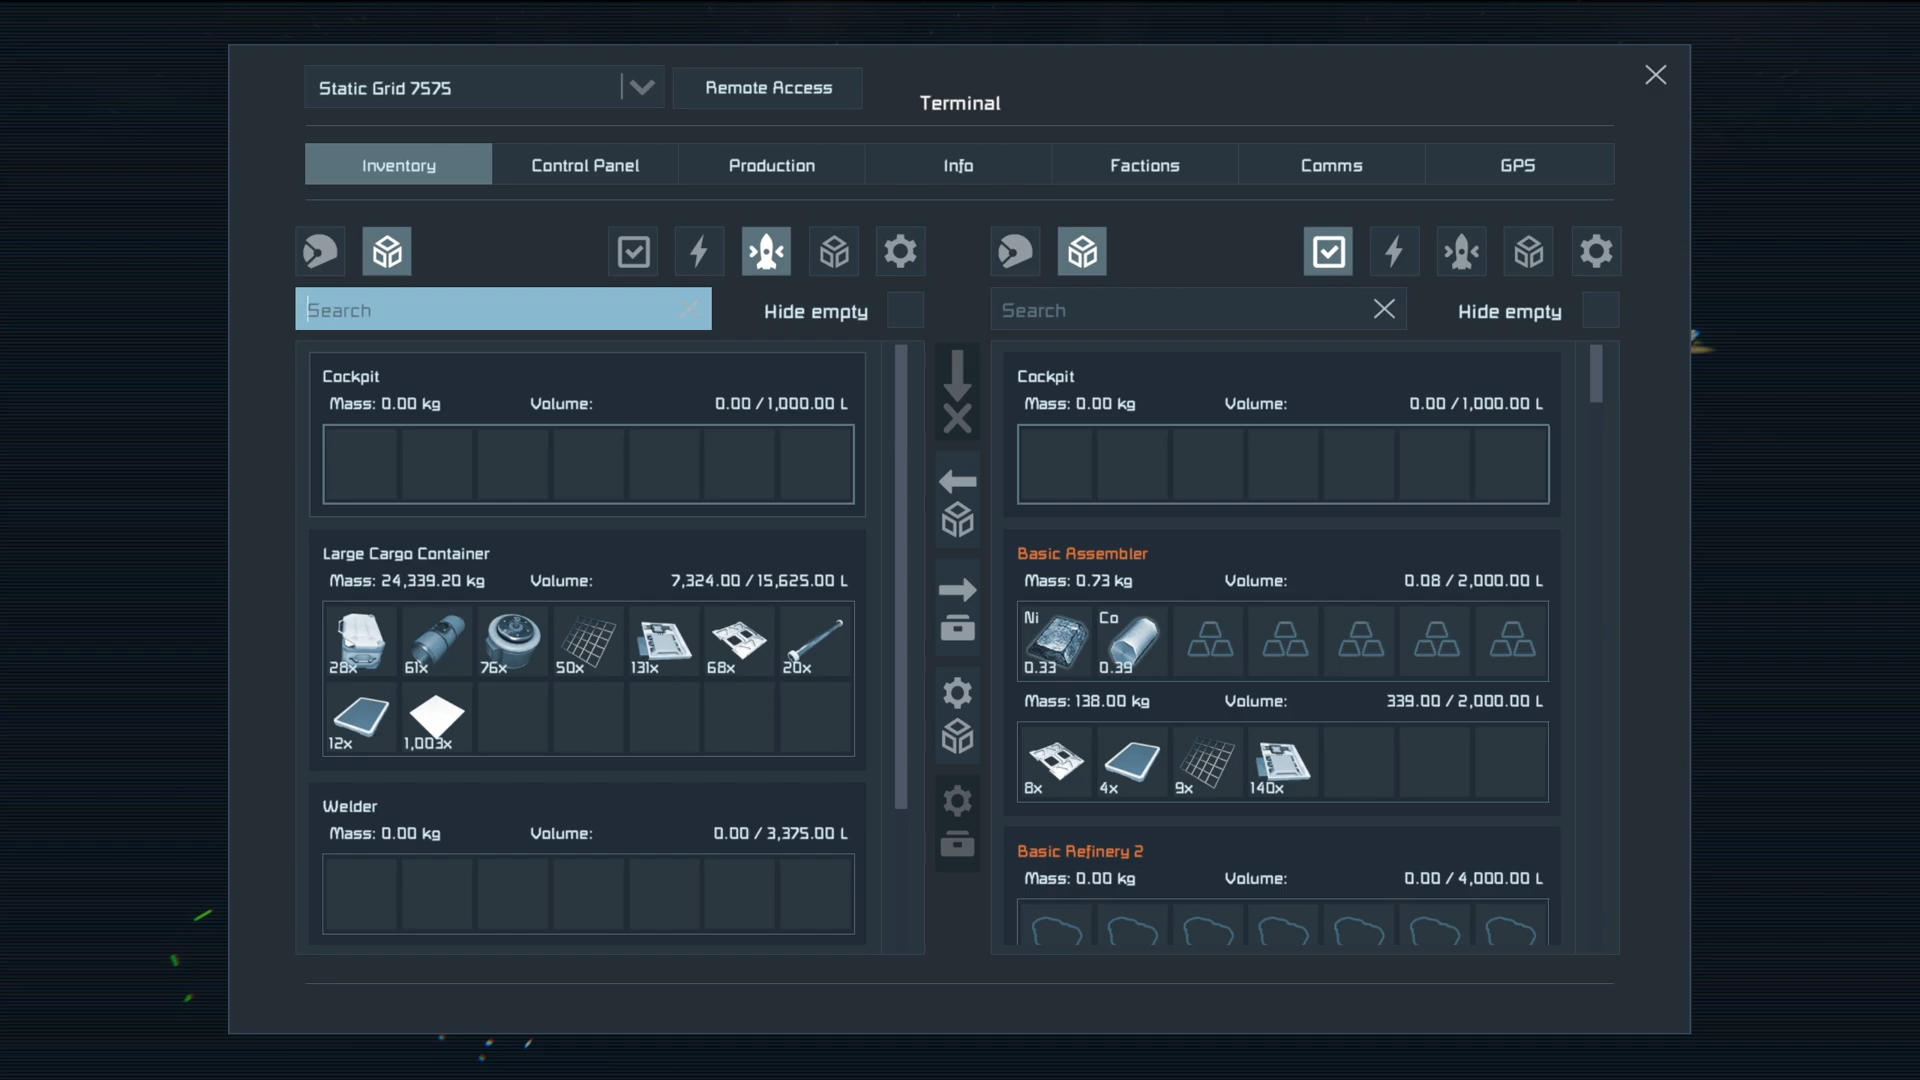 Static Grid 7575
Remote Access
Terminal
Inventory
Control Panel
Production
Info
Factions
Comms
GPS
Search
Hide empty
Search
Hide empty
Cockpit
Mass: 0.00 kg Volume: 0.00 / 1,000.00 L
Large Cargo Container
Mass: 24,339.20 kg Volume: 7,324.00 / 15,625.00 L
28x 61x 76x 50x 131x 68x 20x
12x 1,003x
Welder
Mass: 0.00 kg Volume: 0.00 / 3,375.00 L
Cockpit
Mass: 0.00 kg Volume: 0.00 / 1,000.00 L
Basic Assembler
Mass: 0.73 kg Volume: 0.08 / 2,000.00 L
Ni Co
0.33 0.39
Mass: 138.00 kg Volume: 339.00 / 2,000.00 L
8x 4x 9x 140x
Basic Refinery 2
Mass: 0.00 kg Volume: 0.00 / 4,000.00 L